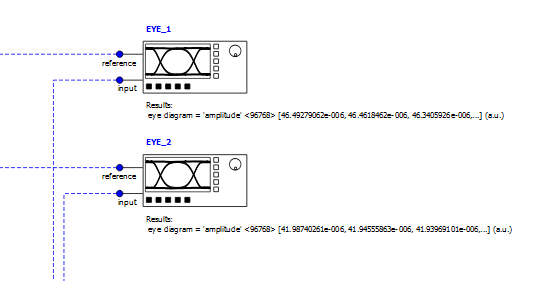 EYE_1
reference
input
Results:
eye diagram = 'amplitude' <96768> [46.49279062e-006, 46.4618462e-006, 46.3405926e-006,...] (a.u.)
EYE_2
reference
input
Results:
eye diagram = 'amplitude' <96768> [41.98740261e-006, 41.94555863e-006, 41.93969101e-006,...] (a.u.)